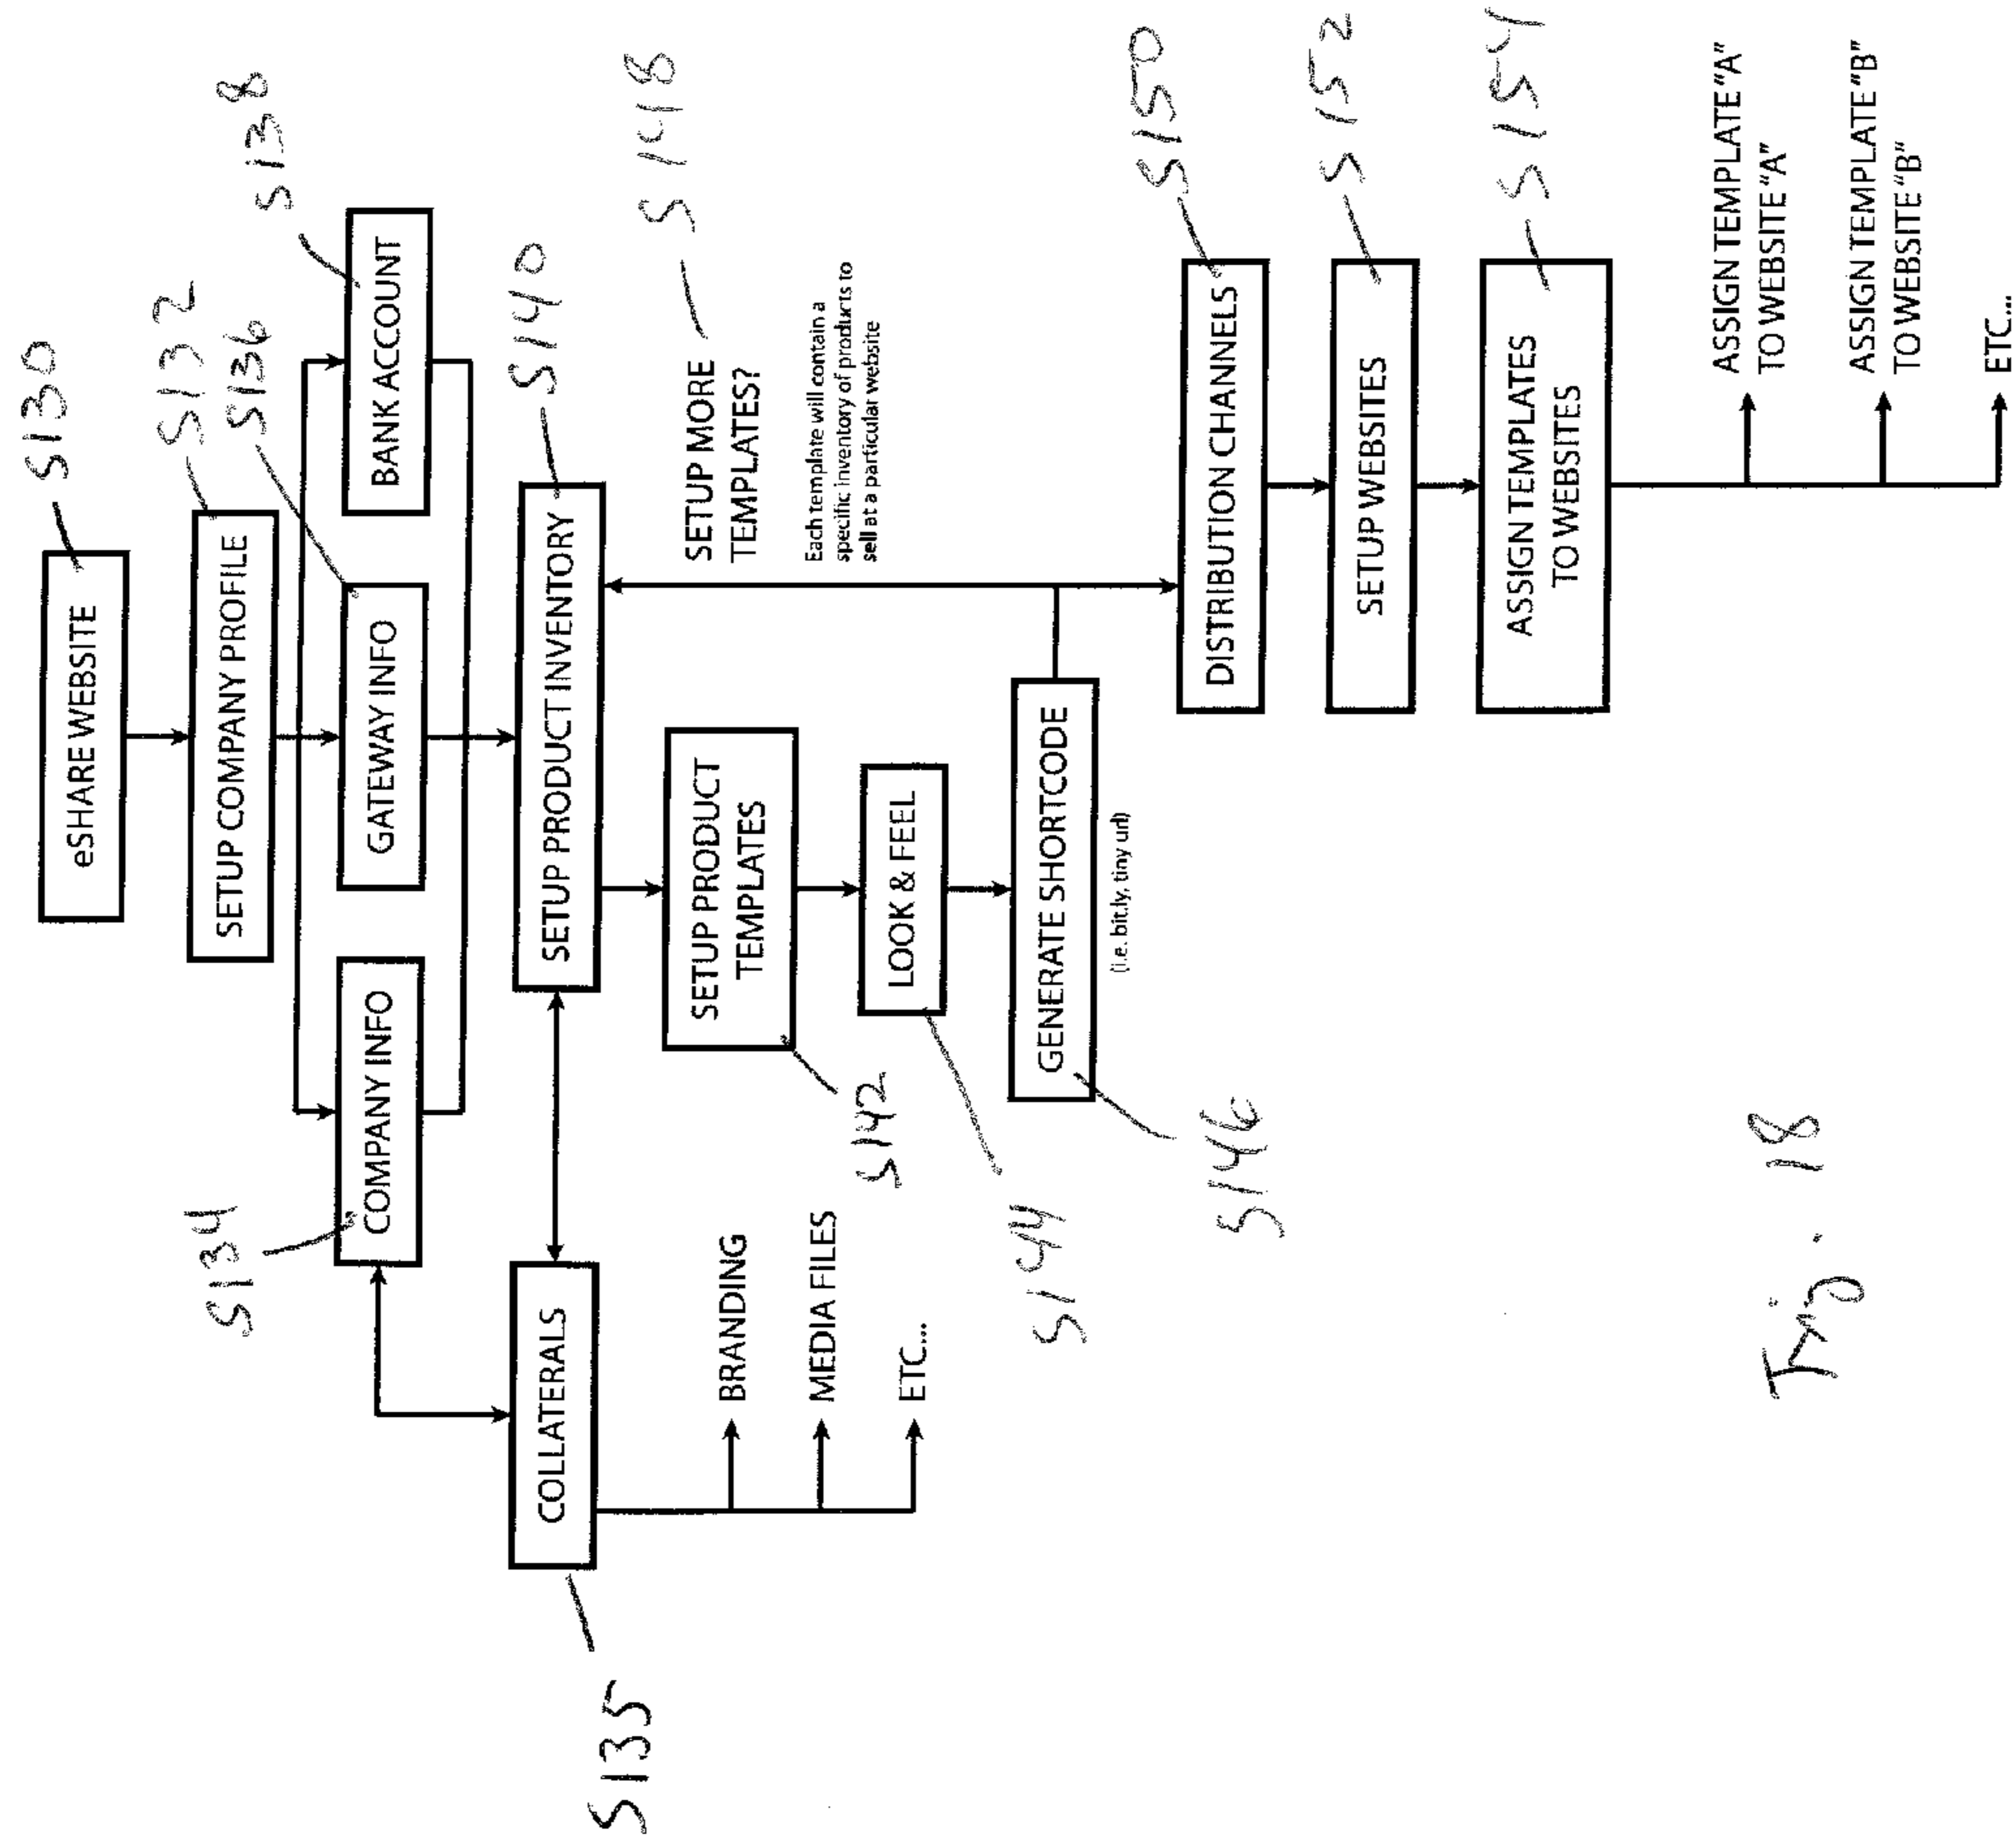 S130
eSHARE WEBSITE
S132
SETUP COMPANY PROFILE
S134
S136
S138
COMPANY INFO
GATEWAY INFO
BANK ACCOUNT
S135
COLLATERALS
BRANDING
MEDIA FILES
ETC...
S140
SETUP PRODUCT INVENTORY
S142
SETUP PRODUCT
TEMPLATES
S144
LOOK & FEEL
S146
GENERATE SHORTCODE
(i.e. bit.ly, tiny url)
S148
SETUP MORE
TEMPLATES?
Each template will contain a
specific inventory of products to
sell at a particular website
S150
DISTRIBUTION CHANNELS
S152
SETUP WEBSITES
S154
ASSIGN TEMPLATES
TO WEBSITES
ASSIGN TEMPLATE "A"
TO WEBSITE "A"
ASSIGN TEMPLATE "B"
TO WEBSITE "B"
ETC...
Fig. 18